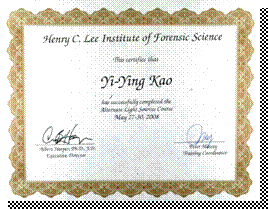 Henry C. Lee Institute of Forensic Science
This certifies that
Yi-Ying Kao
has successfully completed the
Alternate Light Sources Course
May 27-30, 2008
Albert Harper, Ph.D., J.D.
Executive Director
Peter Massey
Training Coordinator